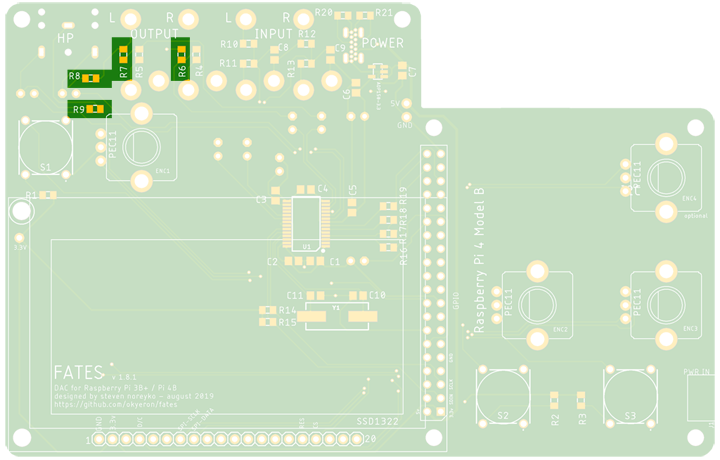 L R L R R20 R21
HP OUTPUT INPUT POWER
R10 C8 R12 C9
R8 R7 R5 R6 R4 R11 R13 C7
C6
R9 5V
GND
PEC11 ENC1
S1
PEC11 ENC4
optional
R1 C4 C3 C5 R19
R18
R17
R16
U1
3.3V C2 C1
Raspberry Pi 4 Model B
C11 Y1 C10 GPIO
R14
R15
PEC11 ENC2 PEC11 ENC3
FATES v 1.8.1
DAC for Raspberry Pi 3B+ / Pi 4B
designed by steven noreyko – august 2019
https://github.com/okyeron/fates
PWR IN
S2 R2 R3 S3
SSD1322
1 20